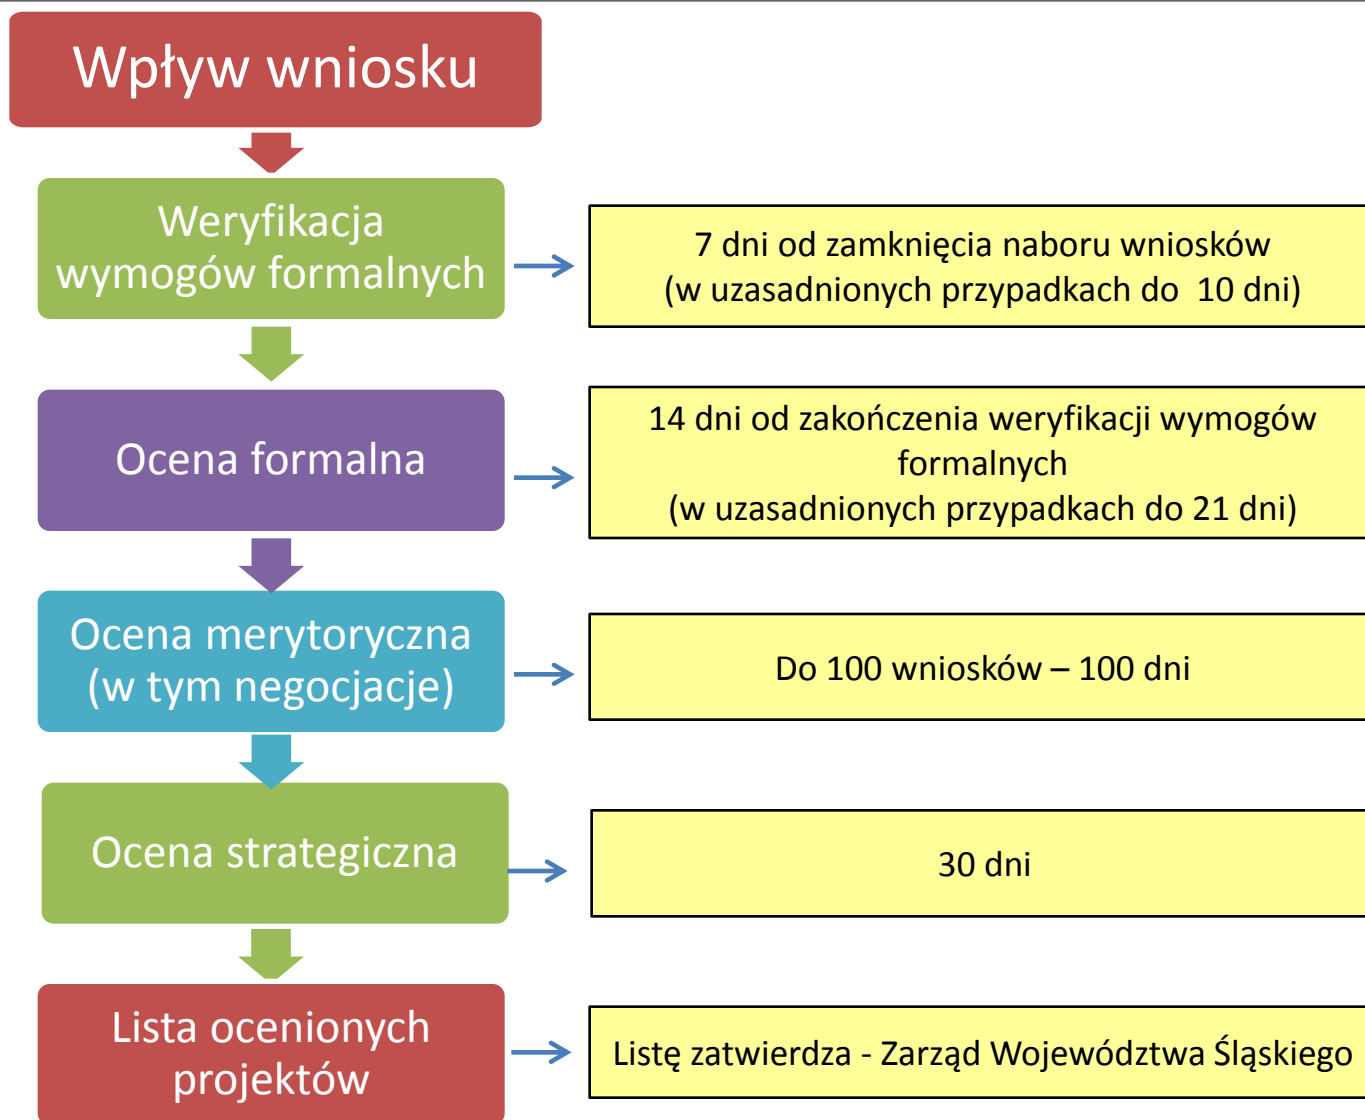 Wpływ wniosku
Weryfikacja
wymogów formalnych
7 dni od zamknięcia naboru wniosków
(w uzasadnionych przypadkach do 10 dni)
Ocena formalna
14 dni od zakończenia weryfikacji wymogów
formalnych
(w uzasadnionych przypadkach do 21 dni)
Ocena merytoryczna
(w tym negocjacje)
Do 100 wniosków – 100 dni
Ocena strategiczna
30 dni
Lista ocenionych
projektów
Listę zatwierdza - Zarząd Województwa Śląskiego